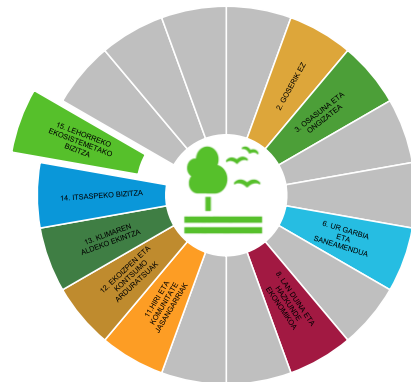 2. GOSERIK EZ
3. OSASUNA ETA
ONGIZATEA
6. UR GARBIA
ETA
SANEAMENDUA
8. LAN DUINA ETA
HAZKUNDE
EKONOMIKOA
11.HIRI ETA
KOMUNITATE
JASANGARRIAK
12. EKOIZPEN ETA
KONTSUMO
ARDURATSUAK
13. KLIMAREN
ALDEKO EKINTZA
14. ITSASPEKO BIZITZA
15. LEHORREKO
EKOSISTEMETAKO
BIZITZA